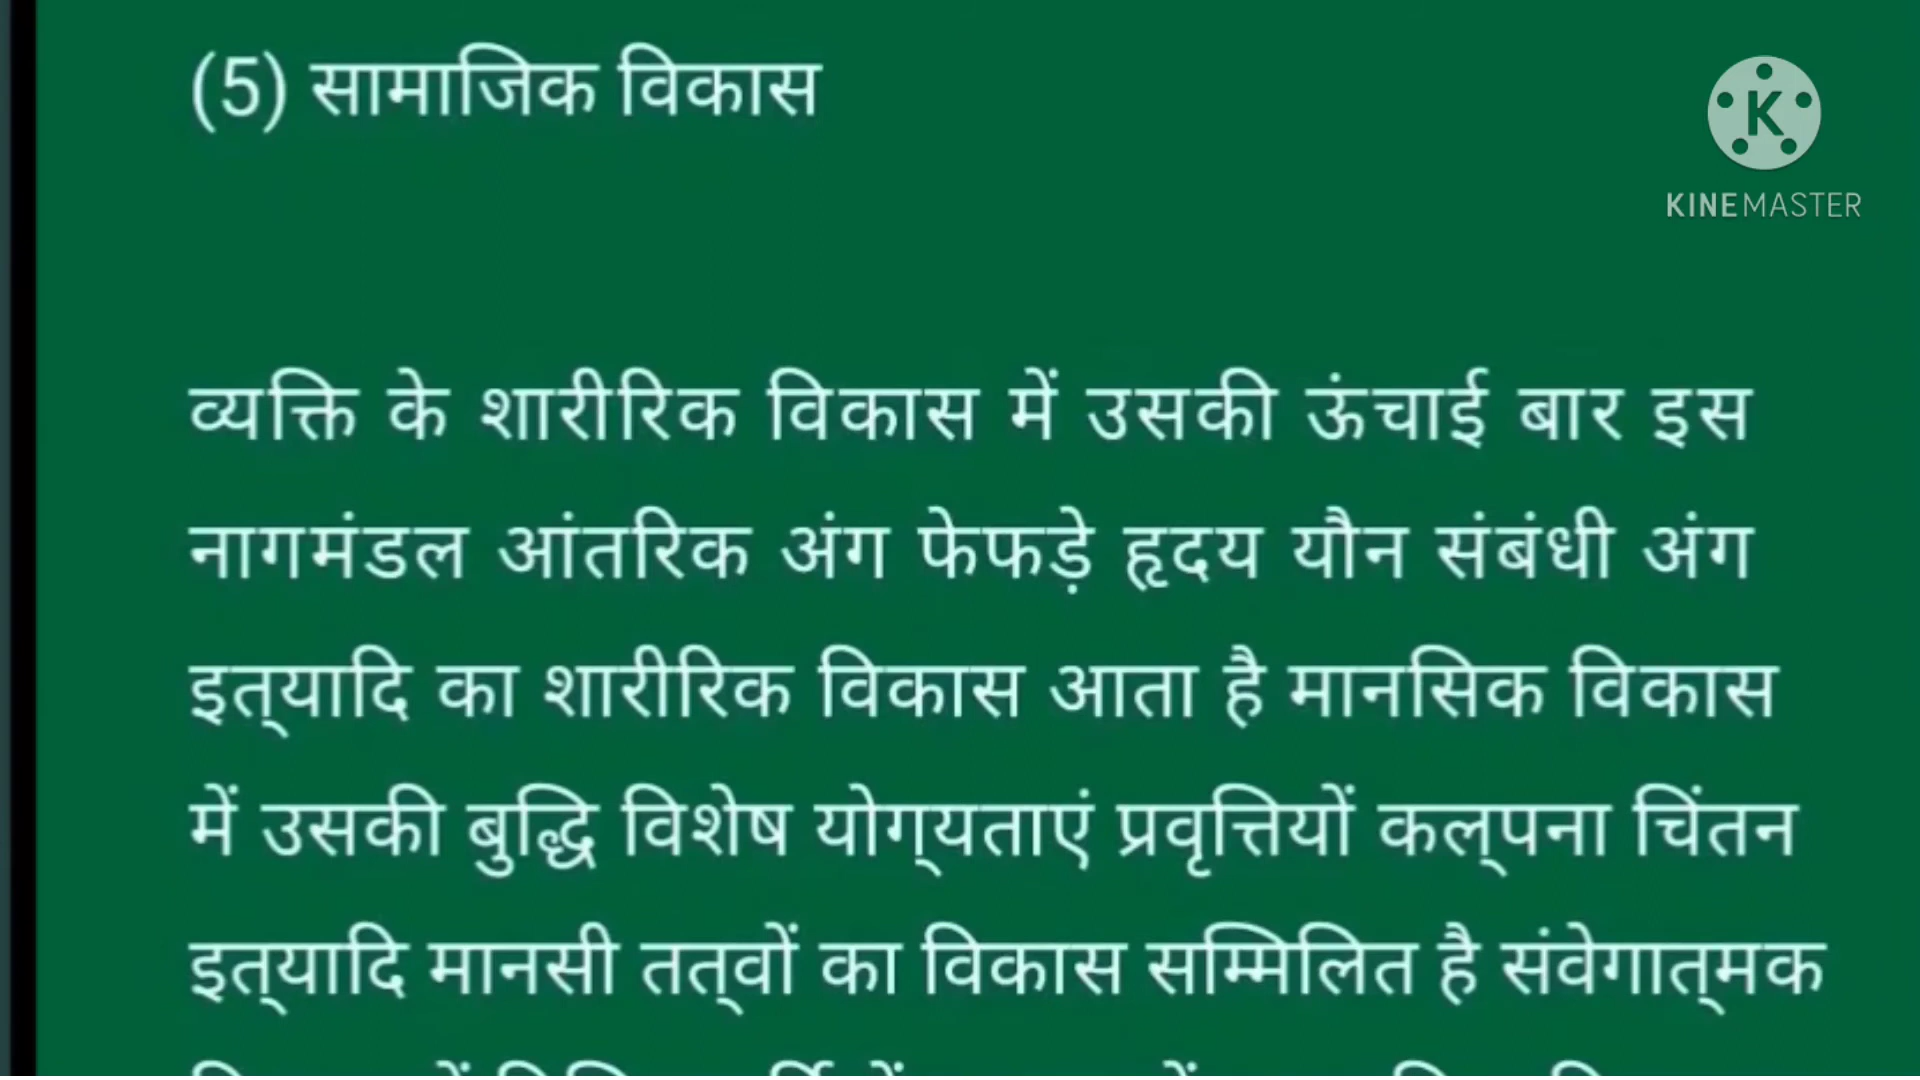 (5) सामाजिक विकास
K
KINEMASTER
व्यक्ति के शारीरिक विकास में उसकी ऊंचाई बार इस
नागमंडल आंतरिक अंग फेफड़े हृदय यौन संबंधी अंग
इत्यादि का शारीरिक विकास आता है मानसिक विकास
में उसकी बुद्धि विशेष योग्यताएं प्रवृत्तियों कल्पना चिंतन
इत्यादि मानसी तत्वों का विकास सम्मिलित है संवेगात्मक